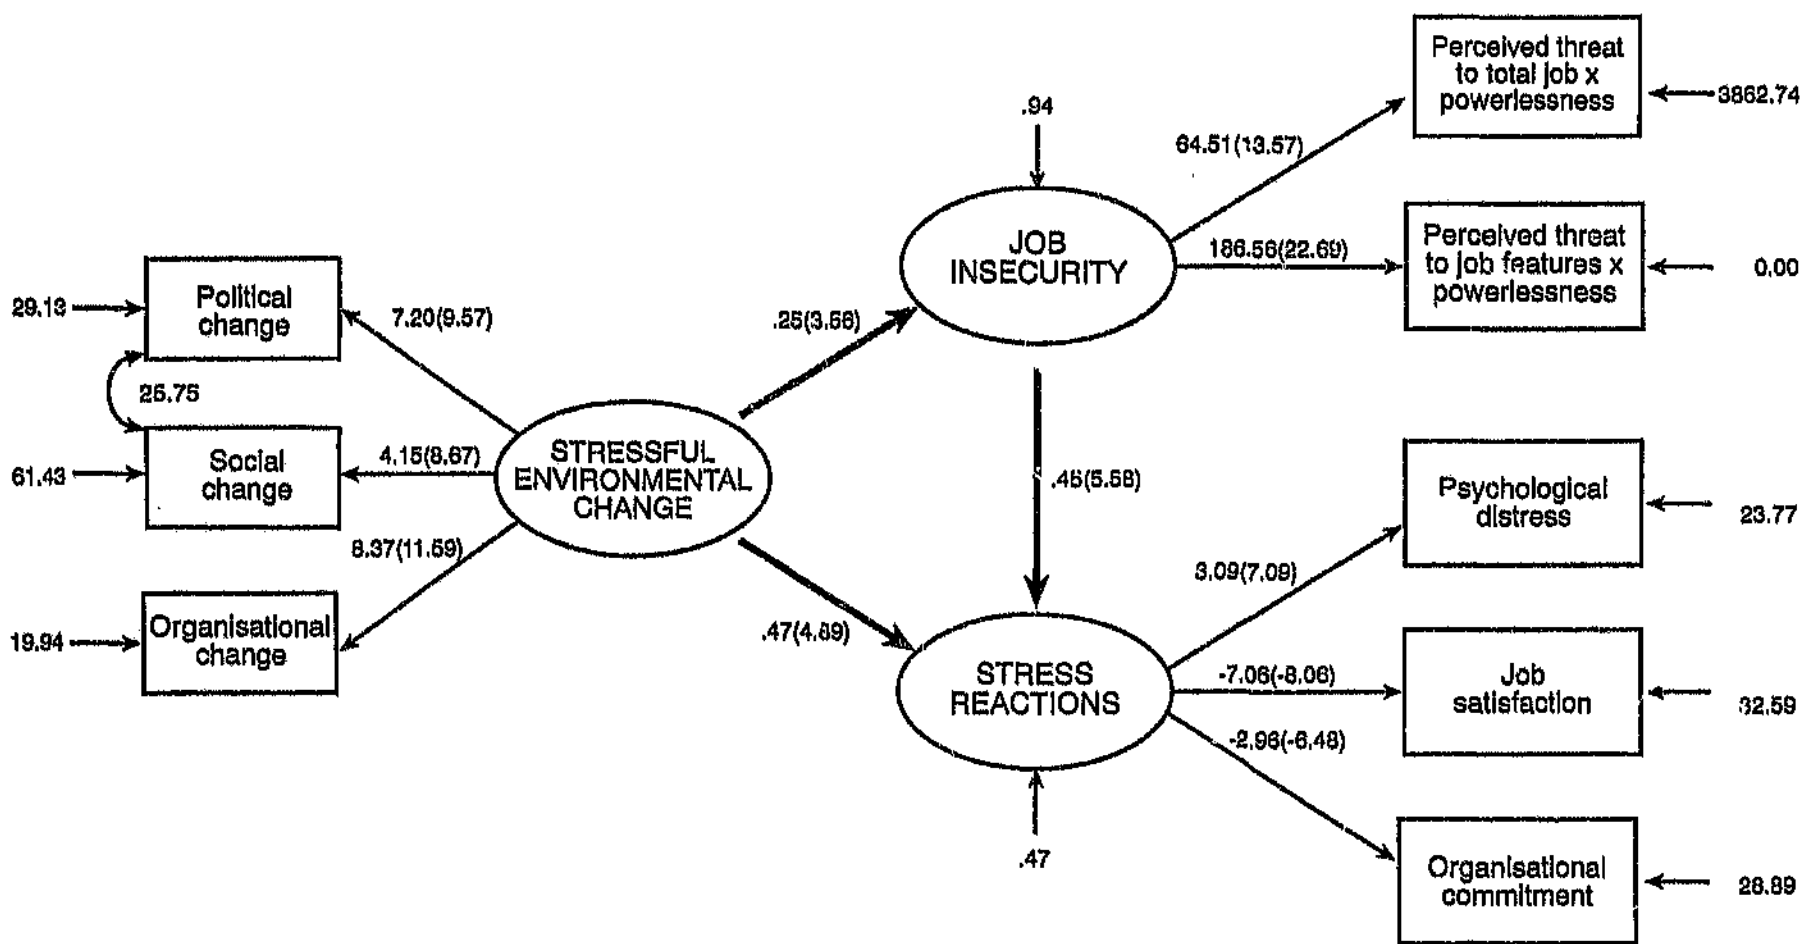 Perceived threat
to total job x
powerlessness
3862.74
.94
64.51(13.57)
JOB
INSECURITY
186.56(22.69)
Perceived threat
to job features x
powerlessness
0.00
29.13
Political
change
7.20(9.57)
.25(3.56)
25.75
61.43
Social
change
4.15(8.67)
STRESSFUL
ENVIRONMENTAL
CHANGE
.45(5.58)
Psychological
distress
23.77
8.37(11.59)
3.09(7.09)
19.94
Organisational
change
.47(4.89)
STRESS
REACTIONS
-7.06(-8.06)
Job
satisfaction
32.59
-2.96(-6.48)
.47
Organisational
commitment
28.89